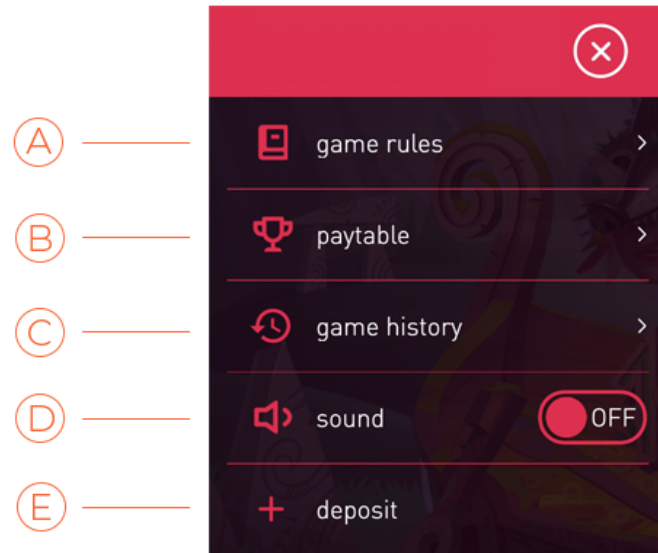 A game rules
B paytable
C game history
D sound OFF
E deposit